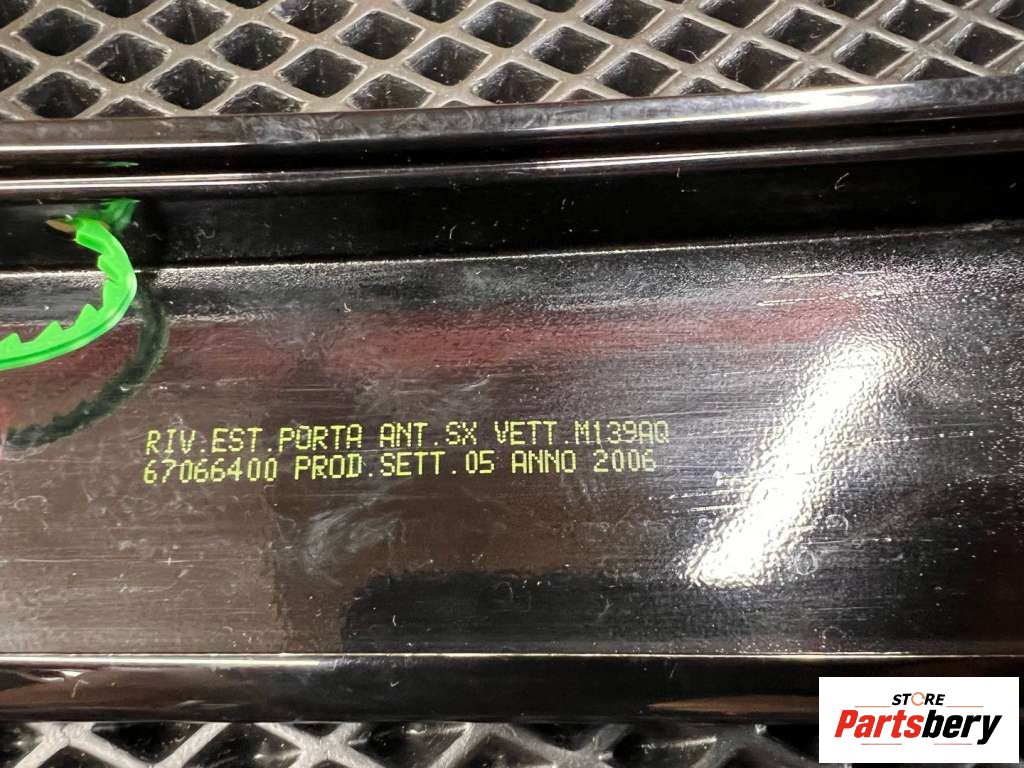 RIV.EST.PORTA ANT.SX VETT.M139AQ
67066400 PROD.SETT.05 ANNO 2006
STORE
Partsbery